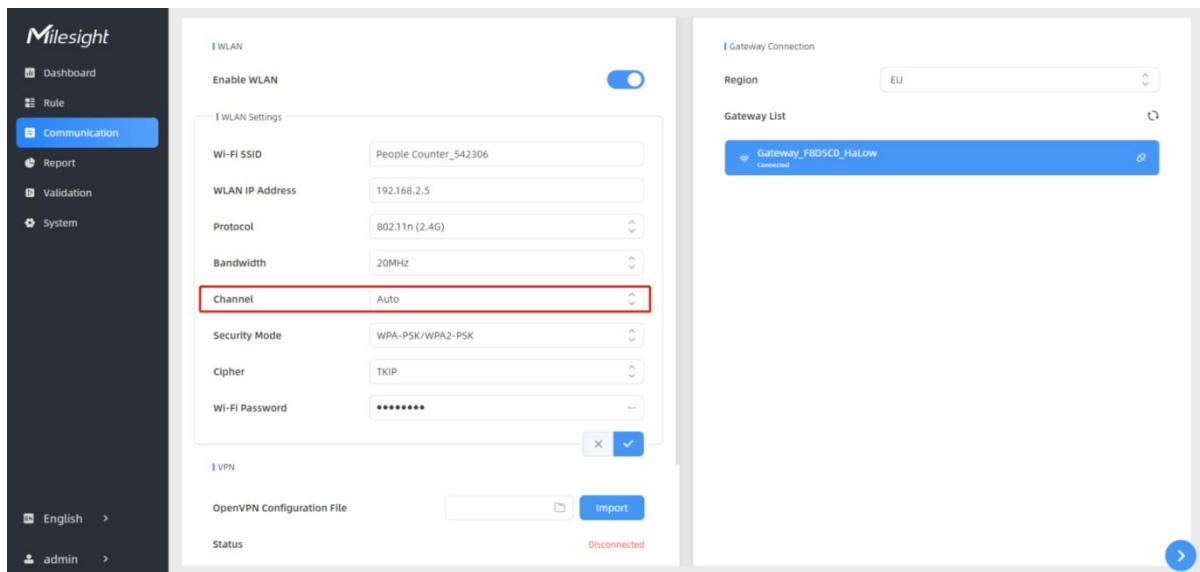 Milesight
Dashboard
Rule
Communication
Report
Validation
System
English
admin
WLAN
Enable WLAN
WLAN Settings
Wi-Fi SSID People Counter_542306
WLAN IP Address 192.168.2.5
Protocol 802.11n (2.4G)
Bandwidth 20MHz
Channel Auto
Security Mode WPA-PSK/WPA2-PSK
Cipher TKIP
Wi-Fi Password ••••••••
VPN
OpenVPN Configuration File Import
Status Disconnected
Gateway Connection
Region EU
Gateway List
Gateway_F8D5C0_HaLow
Connected